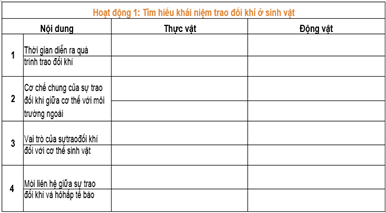 Hoạt động 1: Tìm hiểu khái niệm trao đổi khí ở sinh vật
Nội dung Thực vật Động vật
1 Thời gian diễn ra quá
trình trao đổi khí
2 Cơ chế chung của sự trao
đổi khí giữa cơ thể với môi
trường ngoài
3 Vai trò của sựtraođổi khí
đối với cơ thể sinh vật
4 Mối liên hệ giữa sự trao
đổi khí và hôhấp tế bào